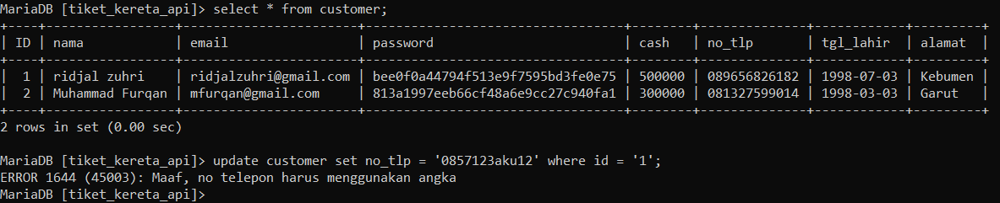 MariaDB [tiket_kereta_api]> select * from customer;
+----+-----------------+-----------------------+----------------------------------+--------+--------------+------------+---------+
| ID | nama            | email                 | password                         | cash   | no_tlp       | tgl_lahir  | alamat  |
+----+-----------------+-----------------------+----------------------------------+--------+--------------+------------+---------+
|  1 | ridjal zuhri    | ridjalzuhri@gmail.com | bee0f0a44794f513e9f7595bd3fe0e75 | 500000 | 089656826182 | 1998-07-03 | Kebumen |
|  2 | Muhammad Furqan | mfurqan@gmail.com     | 813a1997eeb66cf48a6e9cc27c940fa1 | 300000 | 081327599014 | 1998-03-03 | Garut   |
+----+-----------------+-----------------------+----------------------------------+--------+--------------+------------+---------+
2 rows in set (0.00 sec)

MariaDB [tiket_kereta_api]> update customer set no_tlp = '0857123aku12' where id = '1';
ERROR 1644 (45003): Maaf, no telepon harus menggunakan angka
MariaDB [tiket_kereta_api]>